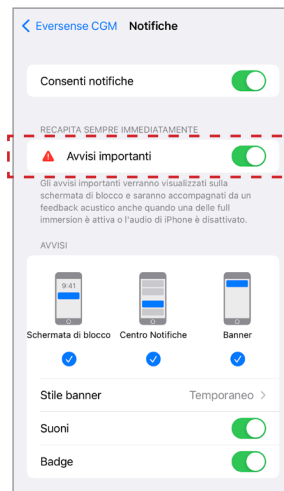 Eversense CGM Notifiche
Consenti notifiche
RECAPITA SEMPRE IMMEDIATAMENTE
Avvisi importanti
Gli avvisi importanti verranno visualizzati sulla
schermata di blocco e saranno accompagnati da un
feedback acustico anche quando una delle full
immersion è attiva o l'audio di iPhone è disattivato.
AVVISI
9:41
Schermata di blocco Centro Notifiche Banner
Stile banner Temporaneo
Suoni
Badge